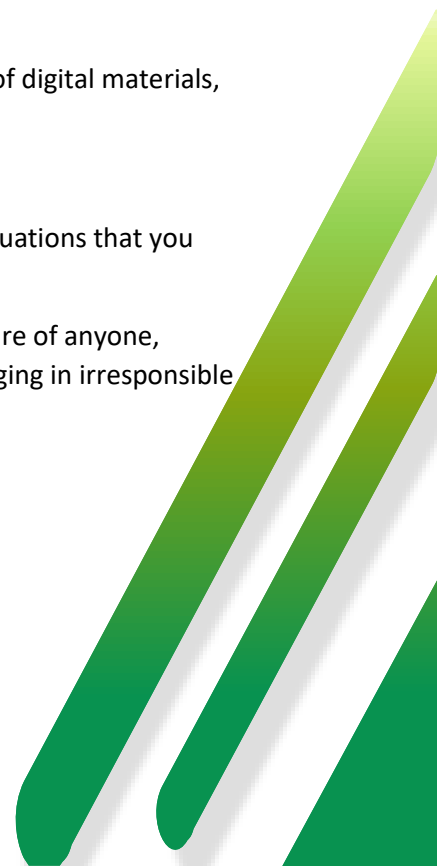 of digital materials,
uations that you
re of anyone,
ging in irresponsible